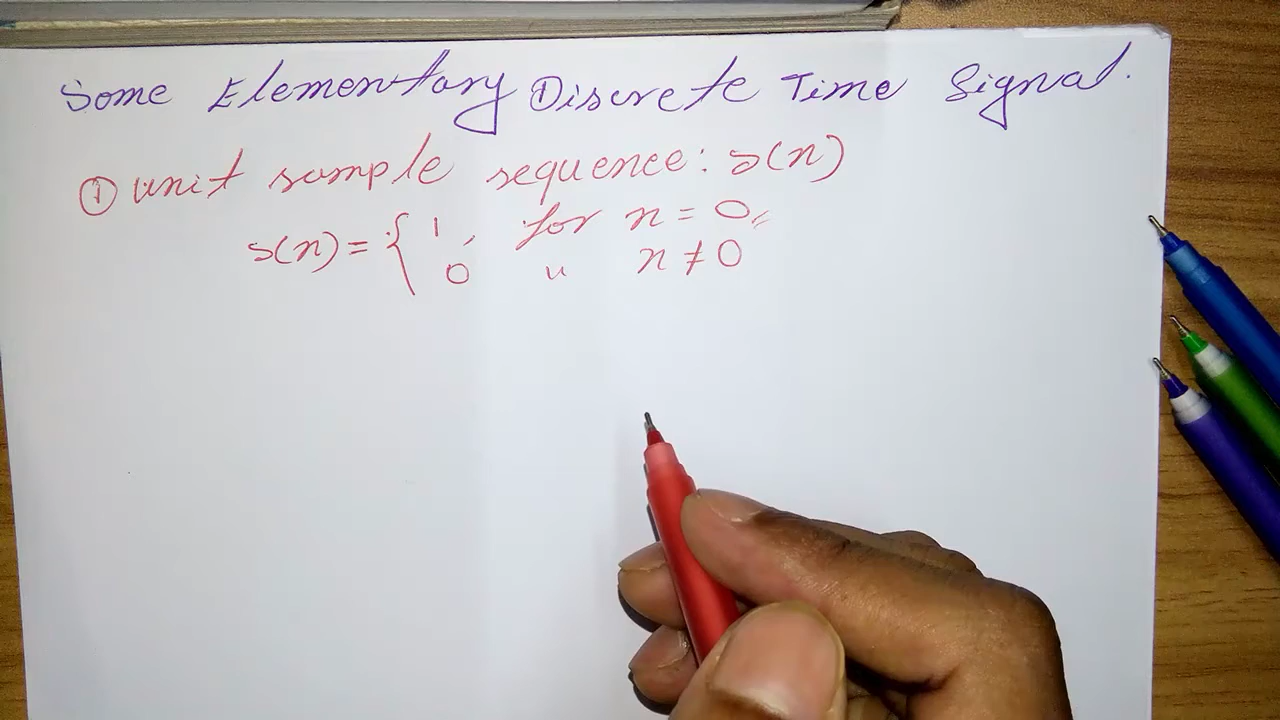 Some Elementary Discrete Time Signal.
① unit sample sequence: δ(n)
δ(n) = { 1, for n = 0,
0 " n ≠ 0